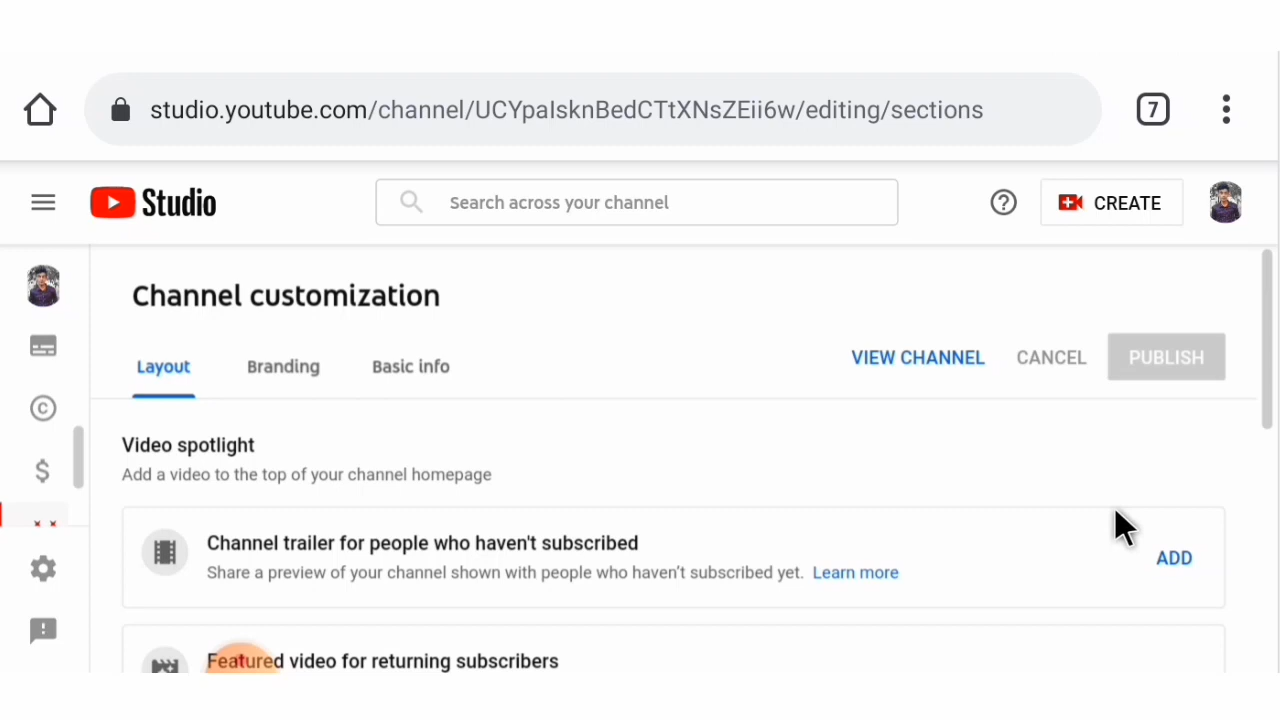 studio.youtube.com/channel/UCYpaIsknBedCTtXNsZEii6w/editing/sections
7
Studio
Search across your channel
CREATE
Channel customization
Layout
Branding
Basic info
VIEW CHANNEL
CANCEL
PUBLISH
Video spotlight
Add a video to the top of your channel homepage
Channel trailer for people who haven't subscribed
Share a preview of your channel shown with people who haven't subscribed yet. Learn more
ADD
Featured video for returning subscribers